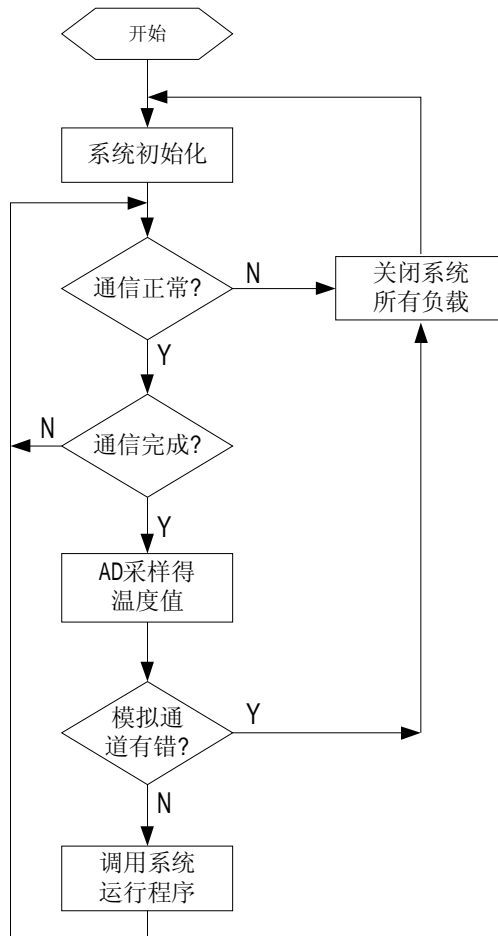 开始
系统初始化
通信正常?
N
关闭系统
所有负载
Y
通信完成?
N
Y
AD采样得
温度值
模拟通
道有错?
Y
N
调用系统
运行程序